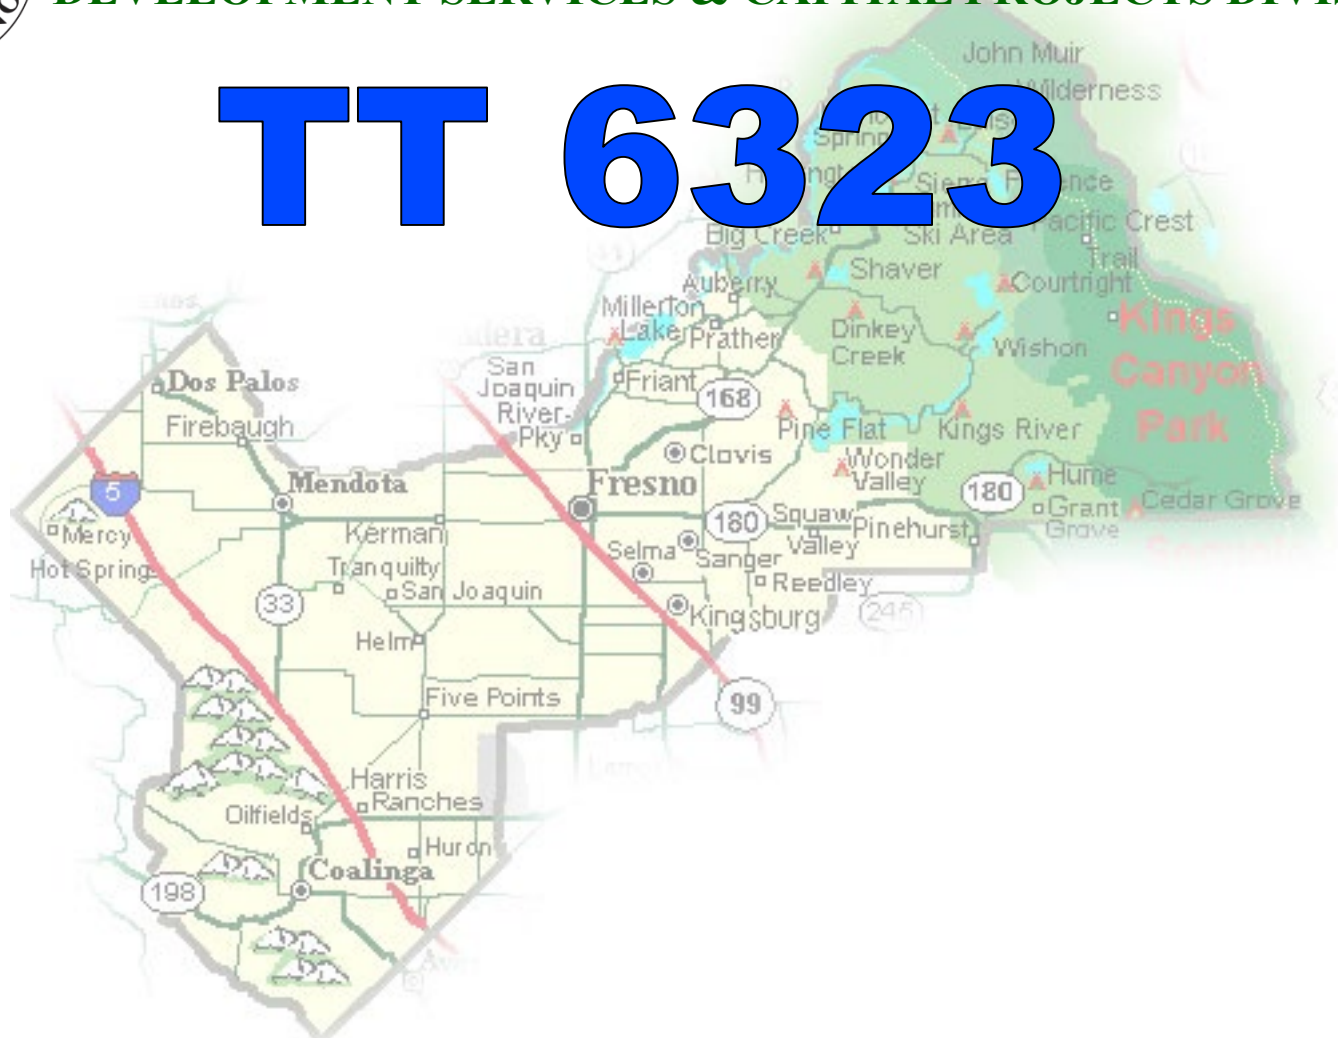 DEVELOPMENT SERVICES & CAPITAL PROJECTS
TT 6323
John Muir
Wilderness
Spring
Sierra
Big Creek
Ski Area
Pacific Crest
Trail
Auberry
Shaver
Courtright
Millerton
Lake
Prather
Dinkey
Creek
Wishon
Kings
Canyon
Park
San
Joaquin
River-
Pky
Friant
168
Dos Palos
Firebaugh
Pine Flat
Kings River
Clovis
Wonder
Valley
5
Mendota
Fresno
180
Hume
Cedar Grove
Grant
Grove
Mercy
Hot Springs
Kerman
180
Squaw
Valley
Pinehurst
Selma
Sanger
Tranquilty
San Joaquin
Reedley
33
Kingsburg
245
Helm
Five Points
99
Harris
Ranches
Oilfields
Huron
Coalinga
198